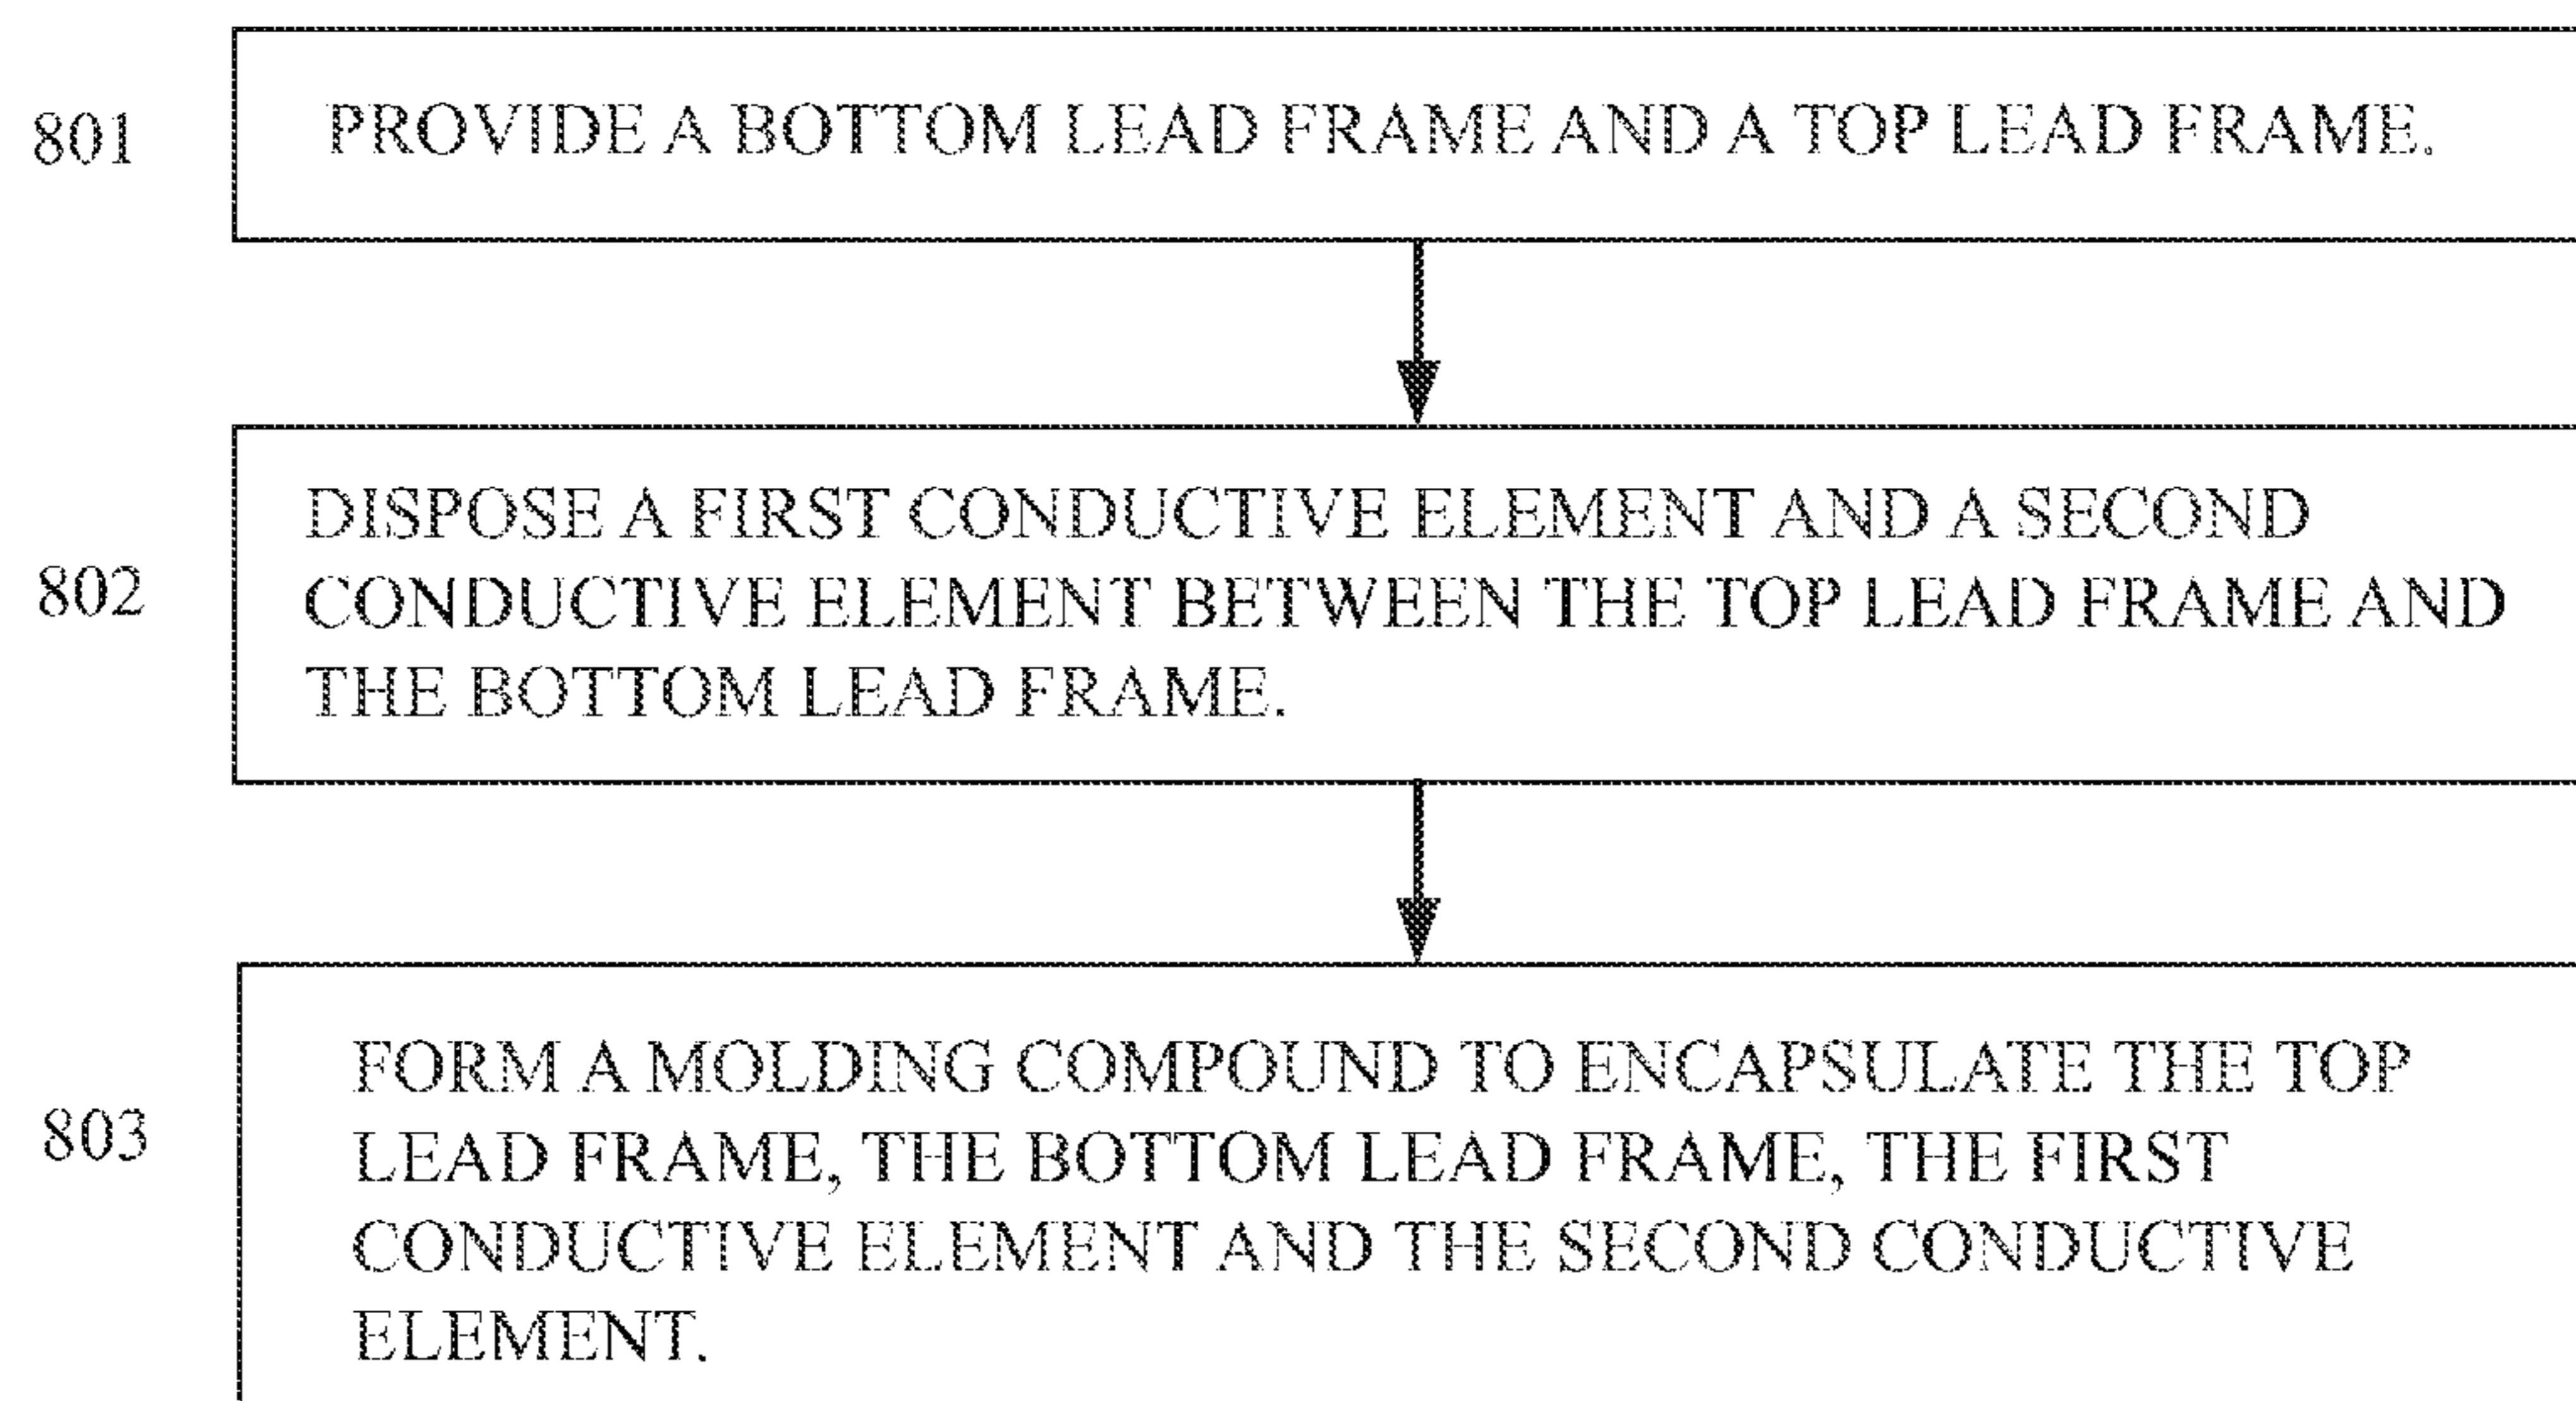 801
PROVIDE A BOTTOM LEAD FRAME AND A TOP LEAD FRAME.
802
DISPOSE A FIRST CONDUCTIVE ELEMENT AND A SECOND
CONDUCTIVE ELEMENT BETWEEN THE TOP LEAD FRAME AND
THE BOTTOM LEAD FRAME.
803
FORM A MOLDING COMPOUND TO ENCAPSULATE THE TOP
LEAD FRAME, THE BOTTOM LEAD FRAME, THE FIRST
CONDUCTIVE ELEMENT AND THE SECOND CONDUCTIVE
ELEMENT.